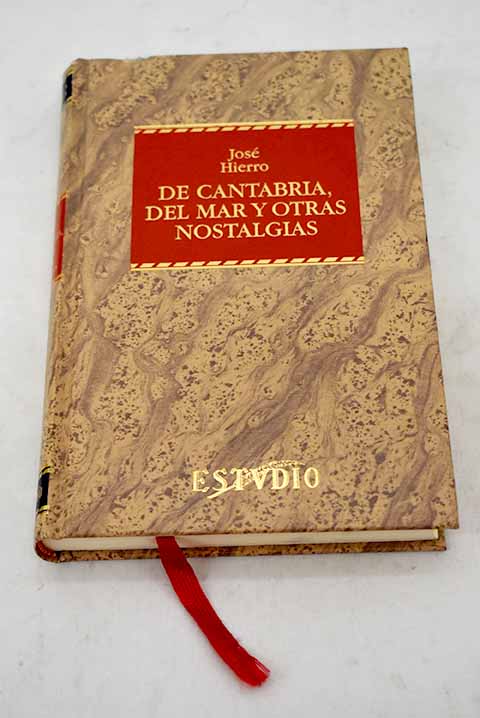 José
Hierro
DE CANTABRIA,
DEL MAR Y OTRAS
NOSTALGIAS
ESTVDIO